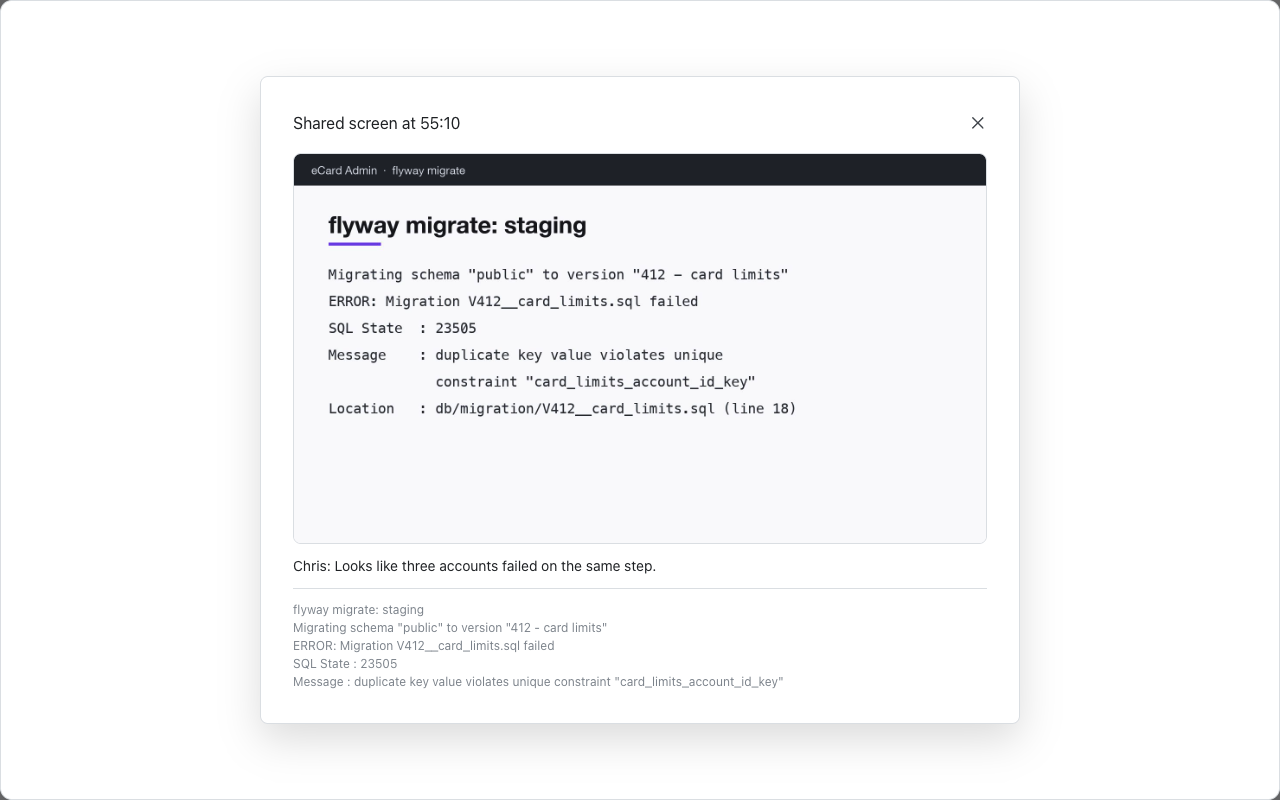 Shared screen at 55:10
eCard Admin · flyway migrate
flyway migrate: staging
Migrating schema "public" to version "412 – card limits"
ERROR: Migration V412__card_limits.sql failed
SQL State : 23505
Message : duplicate key value violates unique
constraint "card_limits_account_id_key"
Location : db/migration/V412__card_limits.sql (line 18)
Chris: Looks like three accounts failed on the same step.
flyway migrate: staging
Migrating schema "public" to version "412 - card limits"
ERROR: Migration V412__card_limits.sql failed
SQL State : 23505
Message : duplicate key value violates unique constraint "card_limits_account_id_key"